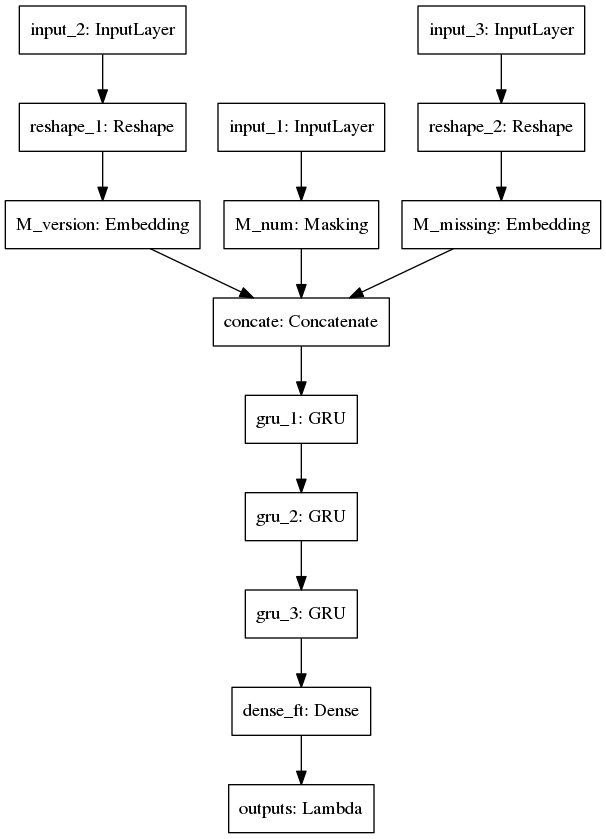 input_2: InputLayer
input_3: InputLayer
reshape_1: Reshape
input_1: InputLayer
reshape_2: Reshape
M_version: Embedding
M_num: Masking
M_missing: Embedding
concate: Concatenate
gru_1: GRU
gru_2: GRU
gru_3: GRU
dense_ft: Dense
outputs: Lambda